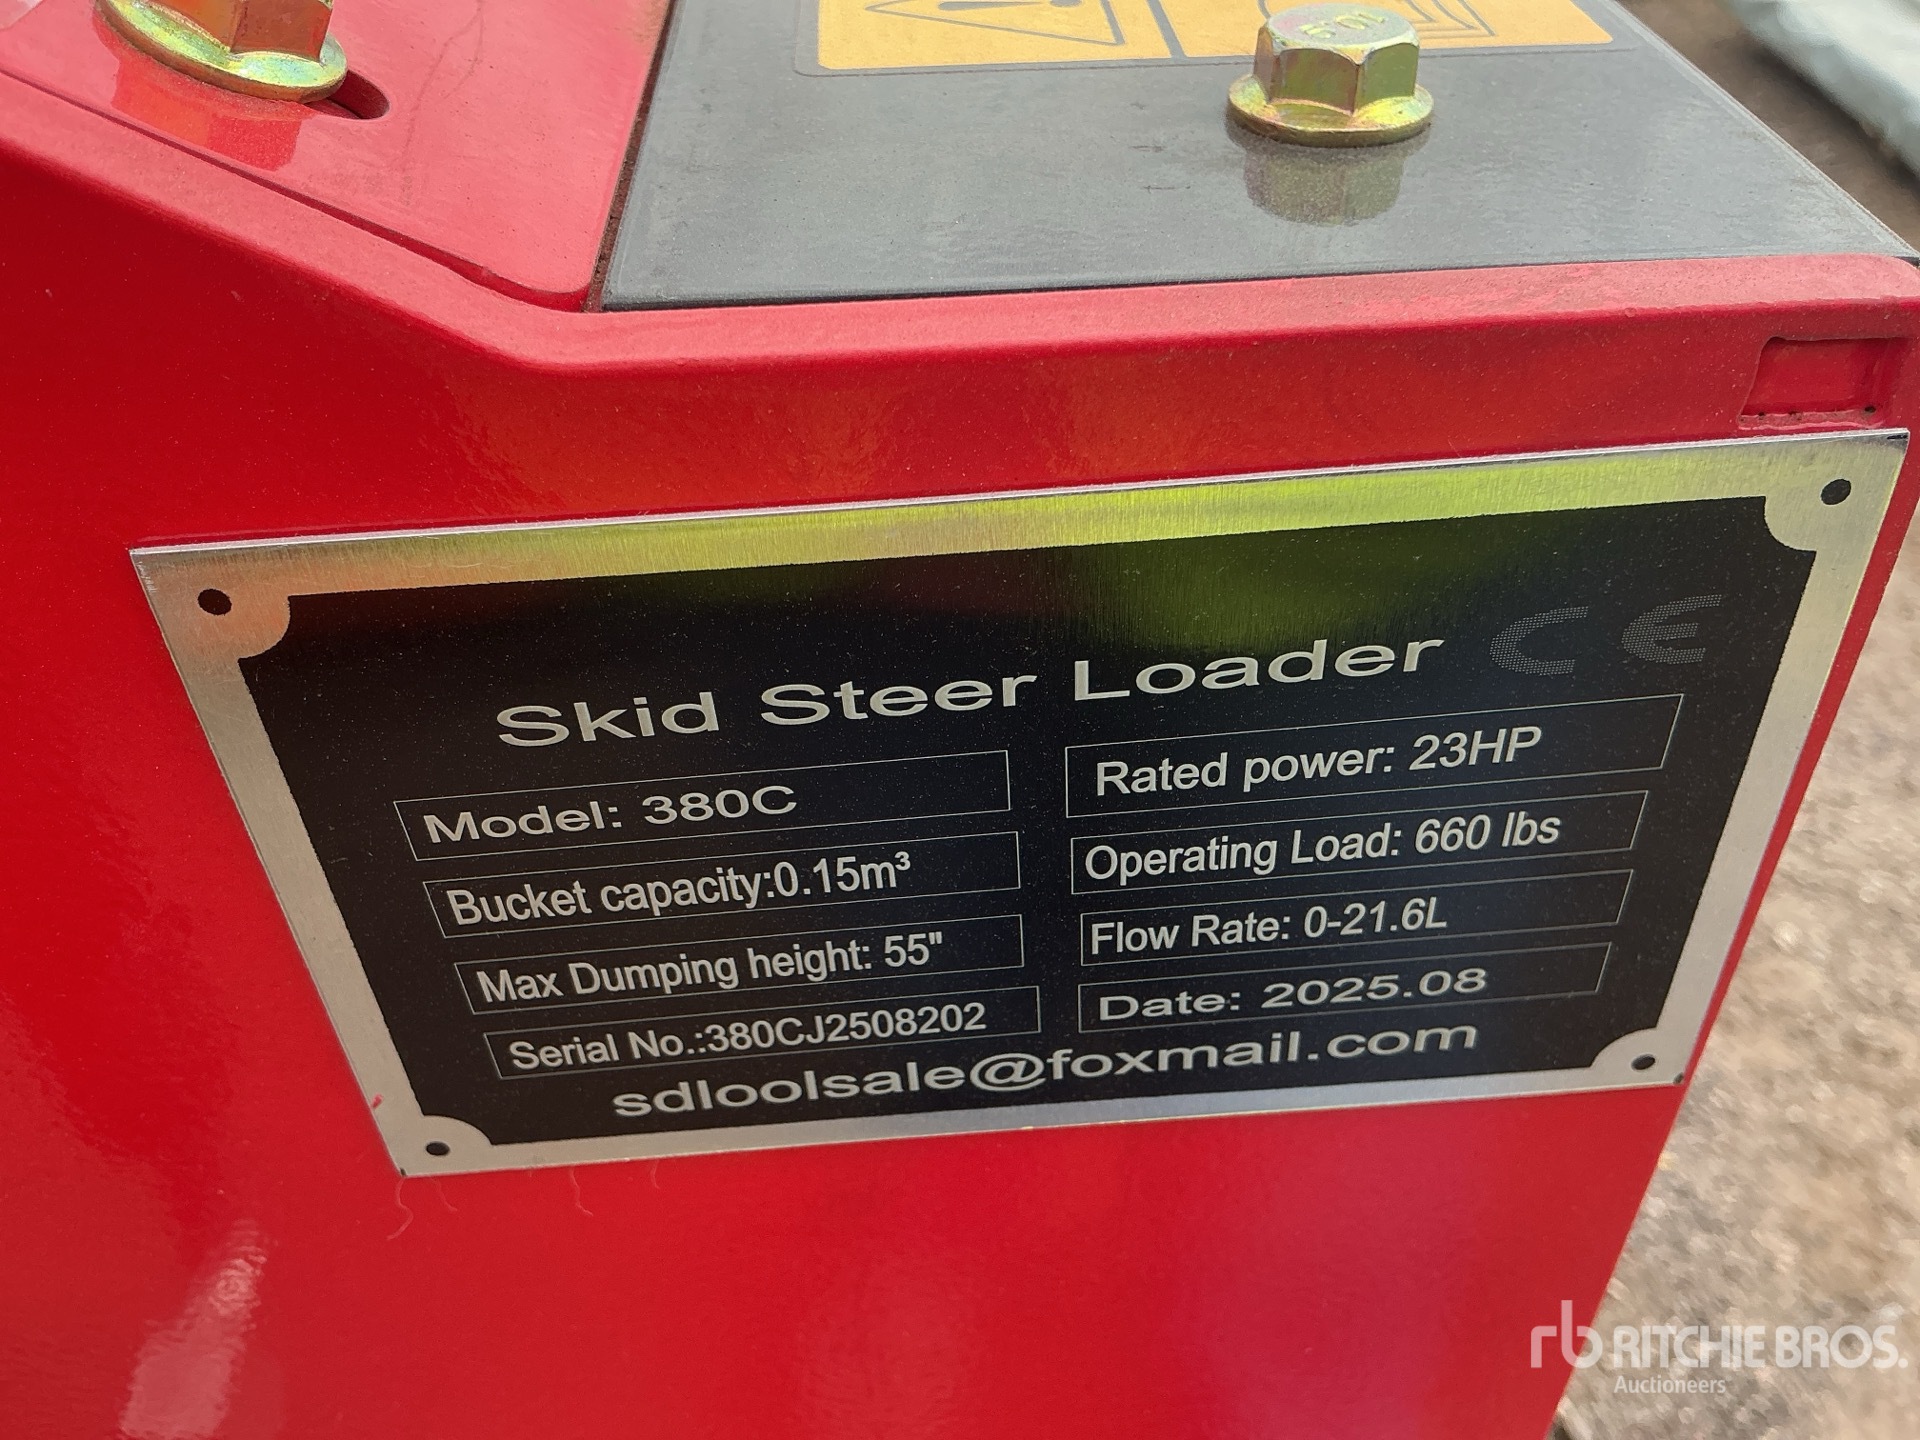 Skid Steer Loader CE
Model: 380C
Rated power: 23HP
Bucket capacity:0.15m³
Operating Load: 660 lbs
Max Dumping height: 55"
Flow Rate: 0-21.6L
Serial No.:380CJ2508202
Date: 2025.08
sdloolsale@foxmail.com
rb RITCHIE BROS.
Auctioneers